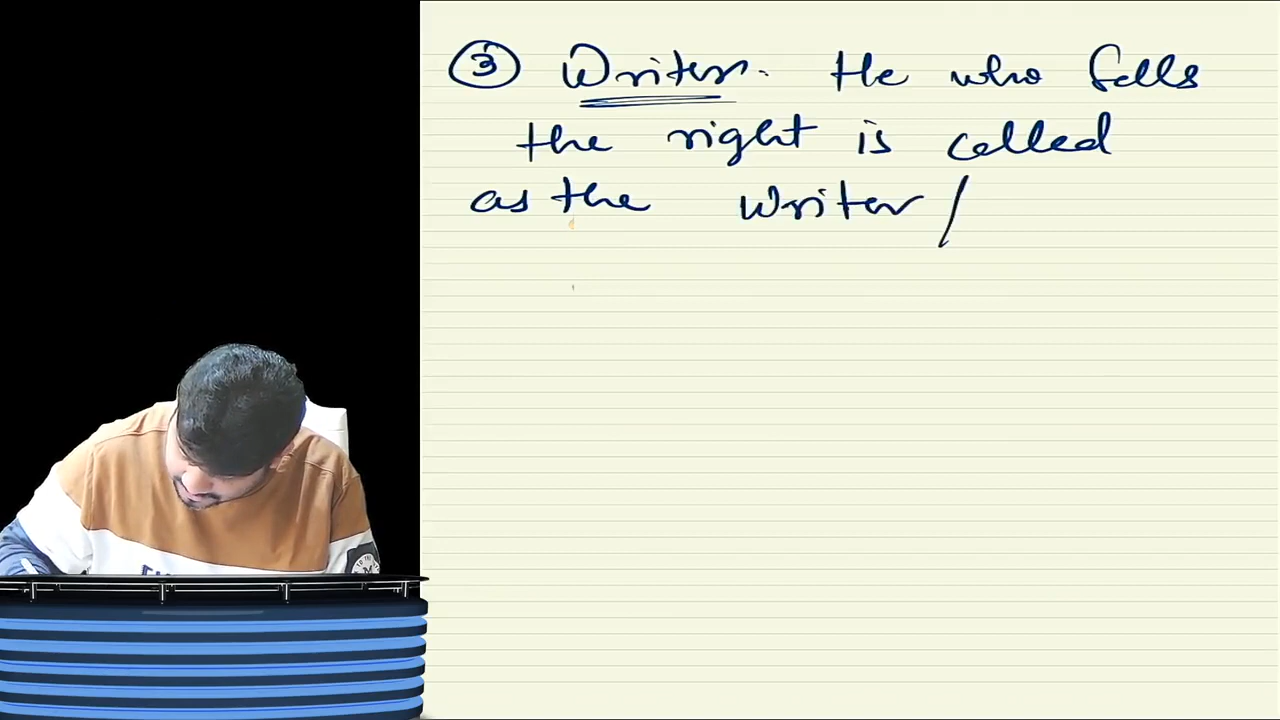 ③ Writer. He who sells
the right is called
as the writer /